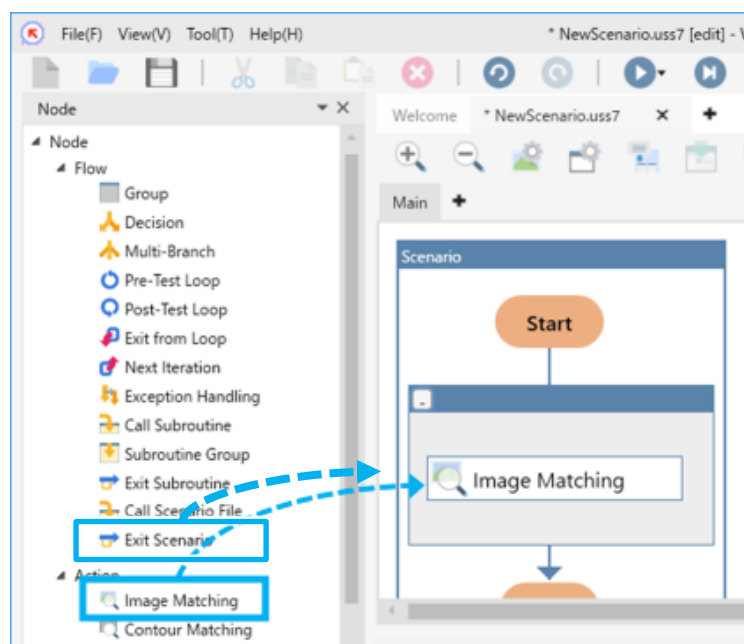 File(F) View(V) Tool(T) Help(H) * NewScenario.uss7 [edit] -
Node
Welcome * NewScenario.uss7
Node
Flow
Group
Decision
Multi-Branch
Pre-Test Loop
Post-Test Loop
Exit from Loop
Next Iteration
Exception Handling
Call Subroutine
Subroutine Group
Exit Subroutine
Call Scenario File
Exit Scenario
Action
Image Matching
Contour Matching
Main
Scenario
Start
Image Matching